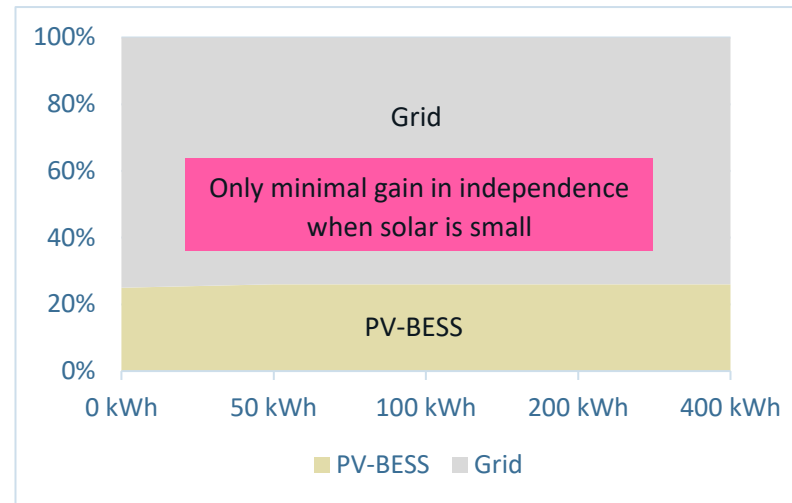 100%
80%
60%
40%
20%
0%
Grid
Only minimal gain in independence
when solar is small
PV-BESS
0 kWh 50 kWh 100 kWh 200 kWh 400 kWh
PV-BESS Grid